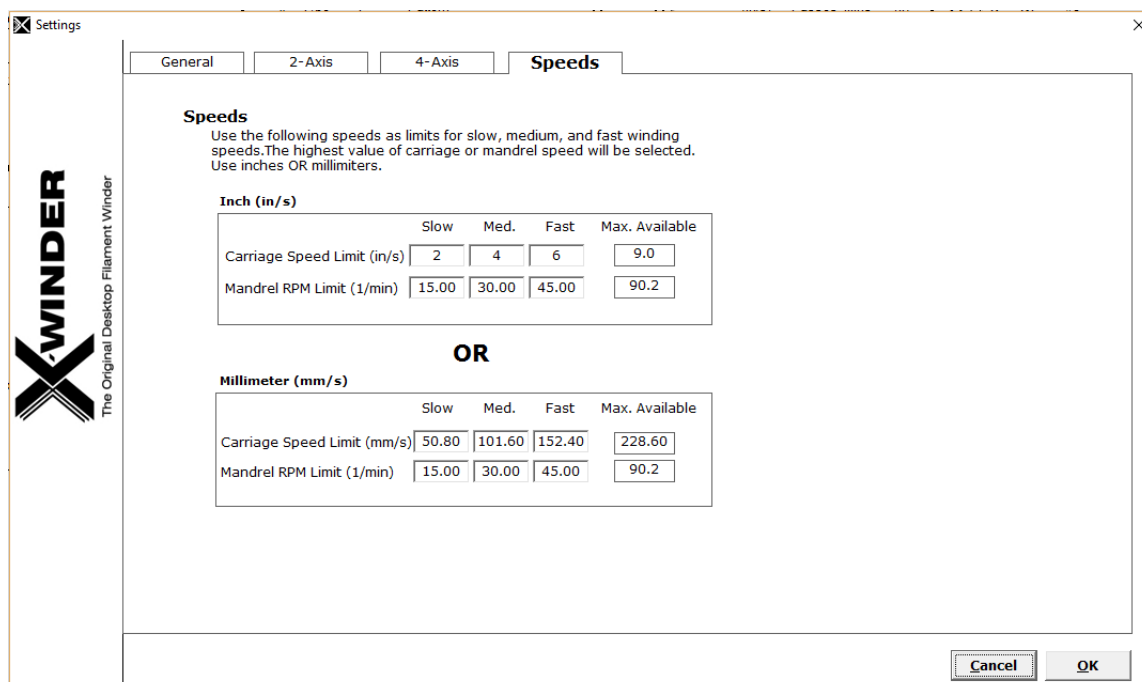 Settings
General 2-Axis 4-Axis Speeds
Speeds
Use the following speeds as limits for slow, medium, and fast winding
speeds.The highest value of carriage or mandrel speed will be selected.
Use inches OR millimiters.
Inch (in/s)
Slow Med. Fast Max. Available
Carriage Speed Limit (in/s) 2 4 6 9.0
Mandrel RPM Limit (1/min) 15.00 30.00 45.00 90.2
OR
Millimeter (mm/s)
Slow Med. Fast Max. Available
Carriage Speed Limit (mm/s) 50.80 101.60 152.40 228.60
Mandrel RPM Limit (1/min) 15.00 30.00 45.00 90.2
X-WINDER
The Original Desktop Filament Winder
Cancel OK